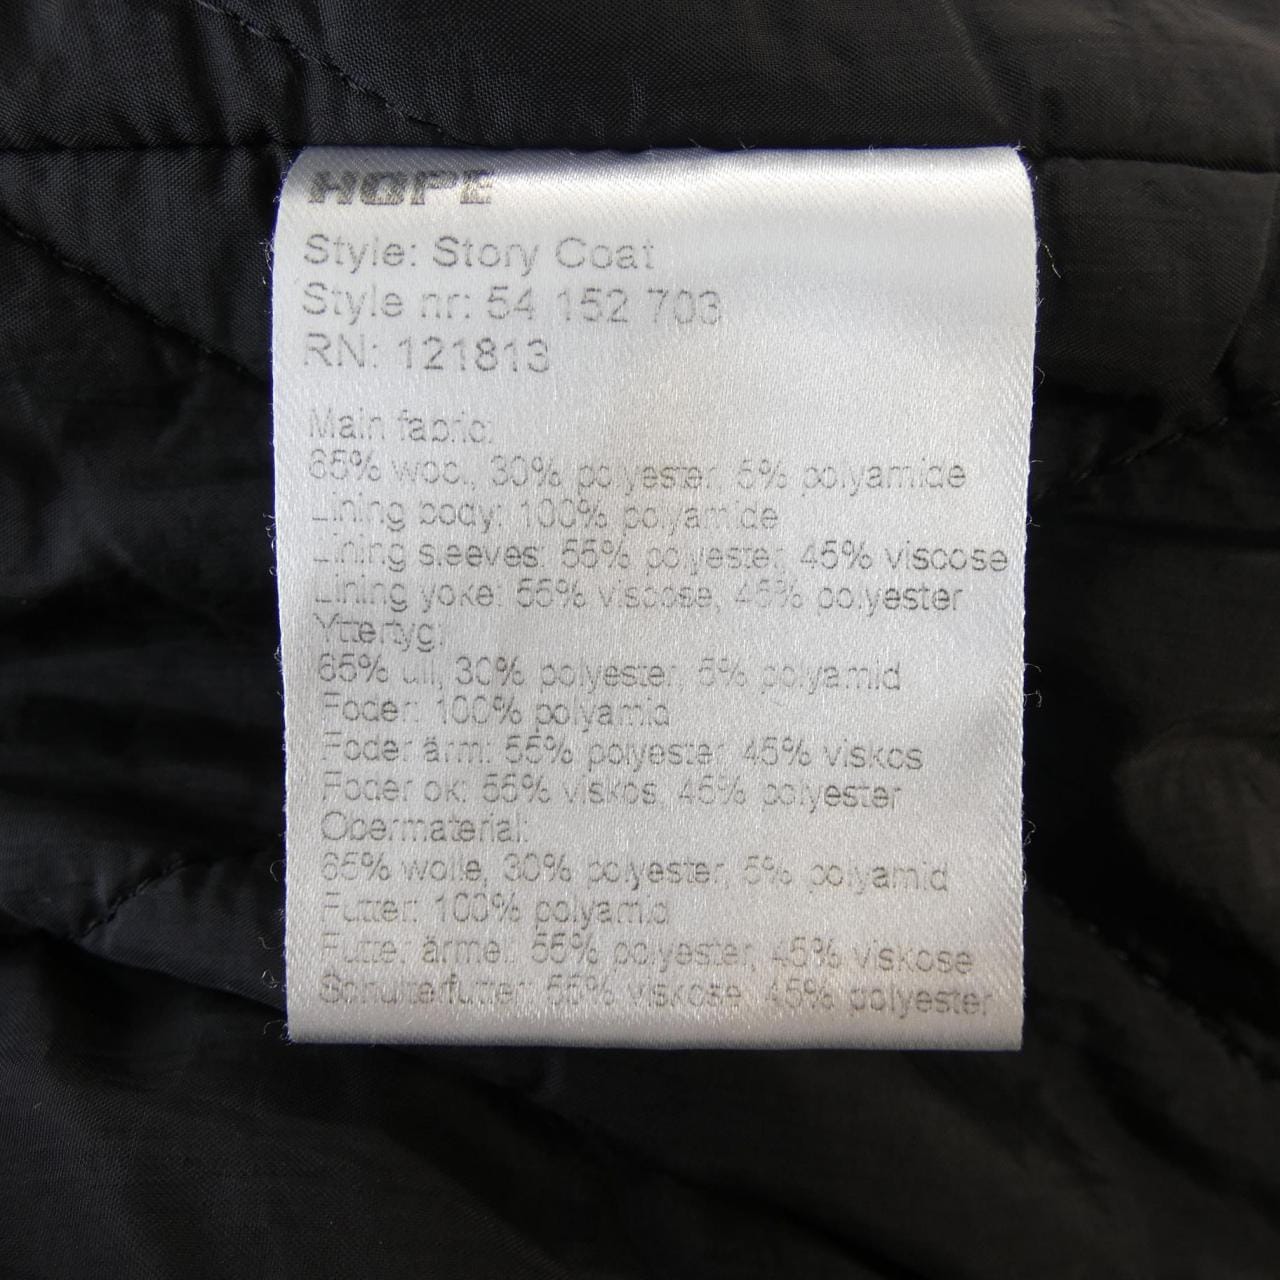 HOPE
Style: Story Coat
Style nr: 54 152 703
RN: 121813
Main fabric:
65% wool, 30% polyester, 5% polyamide
Lining body: 100% polyamide
Lining sleeves: 55% polyester, 45% viscose
Lining yoke: 55% viscose, 45% polyester
Yttertyg:
65% ull, 30% polyester, 5% polyamid
Foder: 100% polyamid
Foder ärm: 55% polyester, 45% viskos
Foder ok: 55% viskos, 45% polyester
Obermaterial:
65% wolle, 30% polyester, 5% polyamid
Futter: 100% polyamid
Futter ärmel: 55% polyester, 45% viskose
Schulterfutter: 55% viskose, 45% polyester